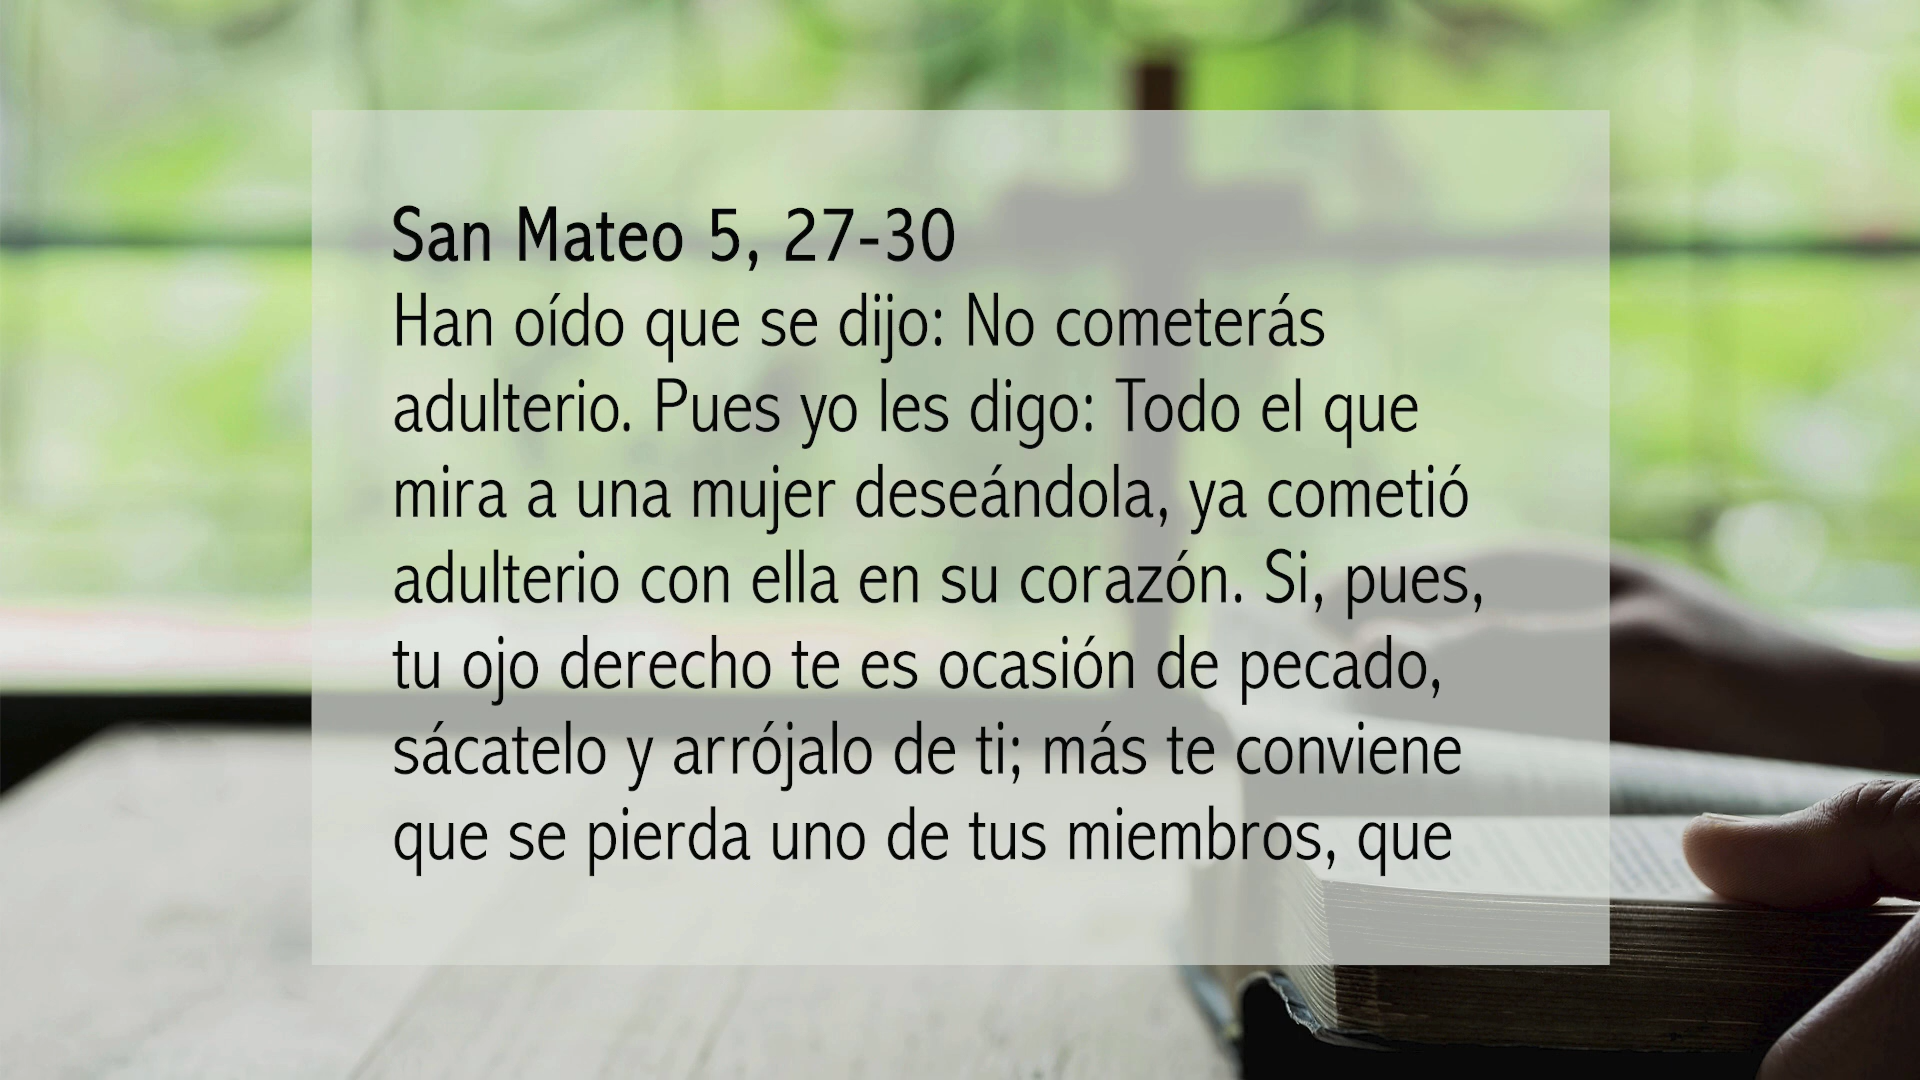 San Mateo 5, 27-30
Han oído que se dijo: No cometerás
adulterio. Pues yo les digo: Todo el que
mira a una mujer deseándola, ya cometió
adulterio con ella en su corazón. Si, pues,
tu ojo derecho te es ocasión de pecado,
sácatelo y arrójalo de ti; más te conviene
que se pierda uno de tus miembros, que